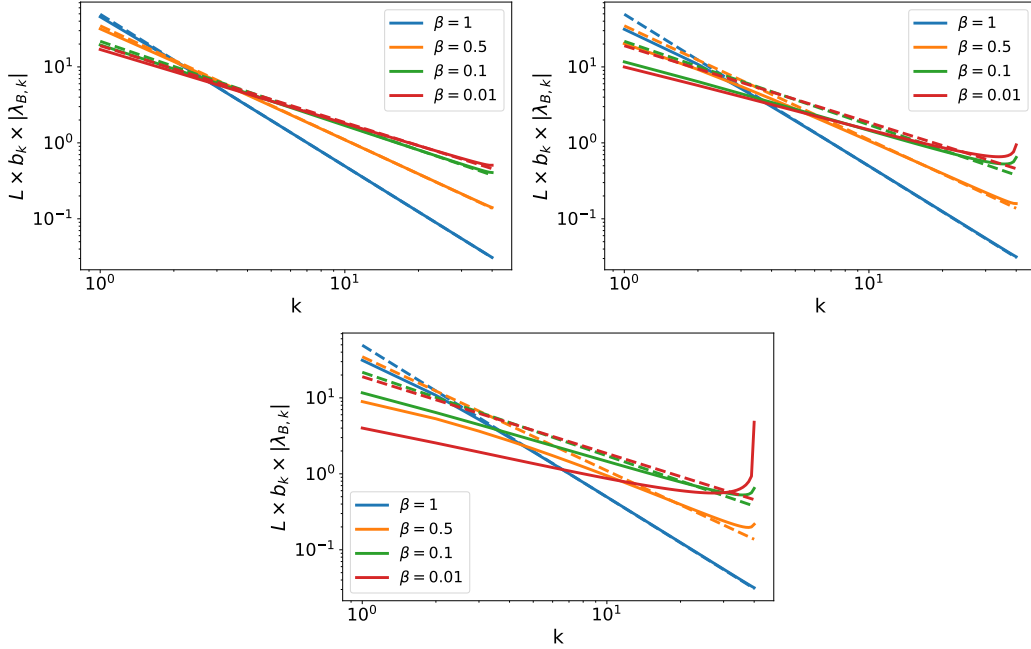 L × b_k × |λ_{B,k}|
10^1
10^0
10^{-1}
β = 1
β = 0.5
β = 0.1
β = 0.01
10^0
10^1
k
L × b_k × |λ_{B,k}|
10^1
10^0
10^{-1}
β = 1
β = 0.5
β = 0.1
β = 0.01
10^0
10^1
k
L × b_k × |λ_{B,k}|
10^1
10^0
10^{-1}
β = 1
β = 0.5
β = 0.1
β = 0.01
10^0
10^1
k